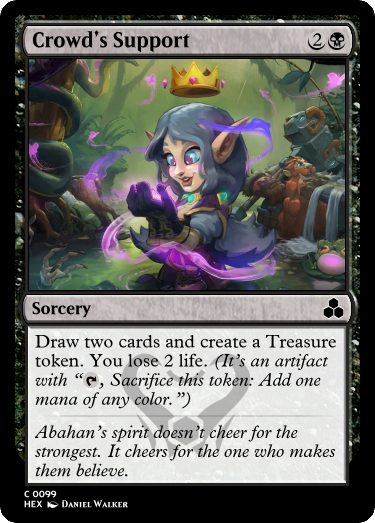 Crowd's Support 2
Sorcery
Draw two cards and create a Treasure
token. You lose 2 life. (It's an artifact
with “, Sacrifice this token: Add one
mana of any color.”)
Abahan's spirit doesn't cheer for the
strongest. It cheers for the one who makes
them believe.
C 0099
HEX Daniel Walker